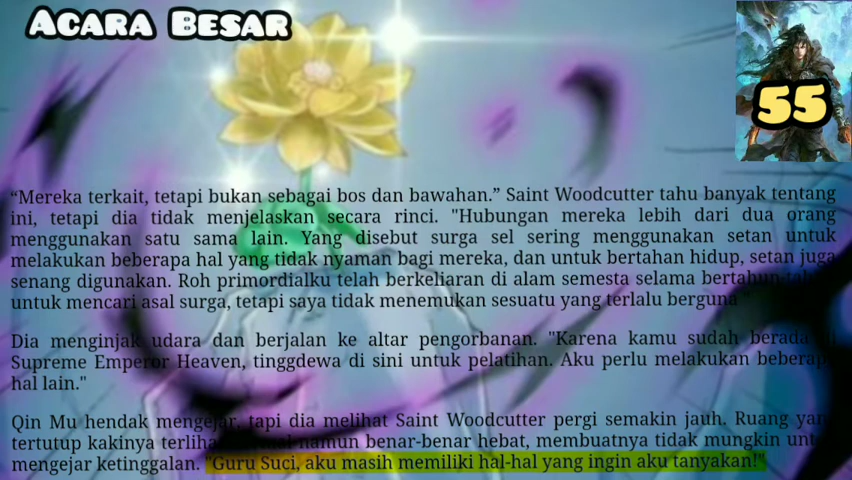 Acara Besar
55
“Mereka terkait, tetapi bukan sebagai bos dan bawahan.” Saint Woodcutter tahu banyak tentang
ini, tetapi dia tidak menjelaskan secara rinci. "Hubungan mereka lebih dari dua orang
menggunakan satu sama lain. Yang disebut surga sel sering menggunakan setan untuk
melakukan beberapa hal yang tidak nyaman bagi mereka, dan untuk bertahan hidup, setan juga
senang digunakan. Roh primordialku telah berkeliaran di alam semesta selama
untuk mencari asal surga, tetapi saya tidak menemukan sesuatu yang terlalu
Dia menginjak udara dan berjalan ke altar pengorbanan. "Karena kamu sudah
Supreme Emperor Heaven, tinggdewa di sini untuk pelatihan. Aku perlu melakukan
hal lain."
Qin Mu hendak mengejar, tapi dia melihat Saint Woodcutter pergi semakin jauh. Ruang
tertutup kakinya namun benar-benar hebat, membuatnya tidak mungkin
mengejar ketinggalan. "Guru Suci, aku masih memiliki hal-hal yang ingin aku tanyakan!"